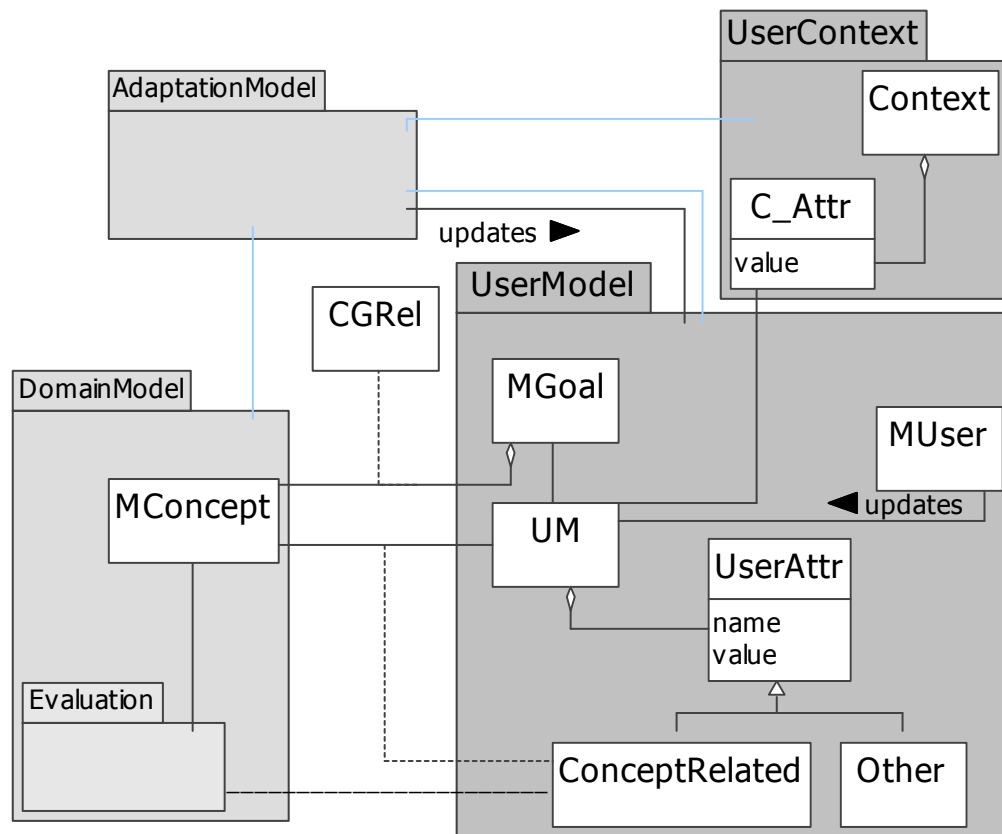 UserContext
AdaptationModel
Context
C_Attr
updates ►
value
UserModel
CGRel
DomainModel
MGoal
MUser
MConcept
◄ updates
UM
UserAttr
name
value
Evaluation
ConceptRelated
Other